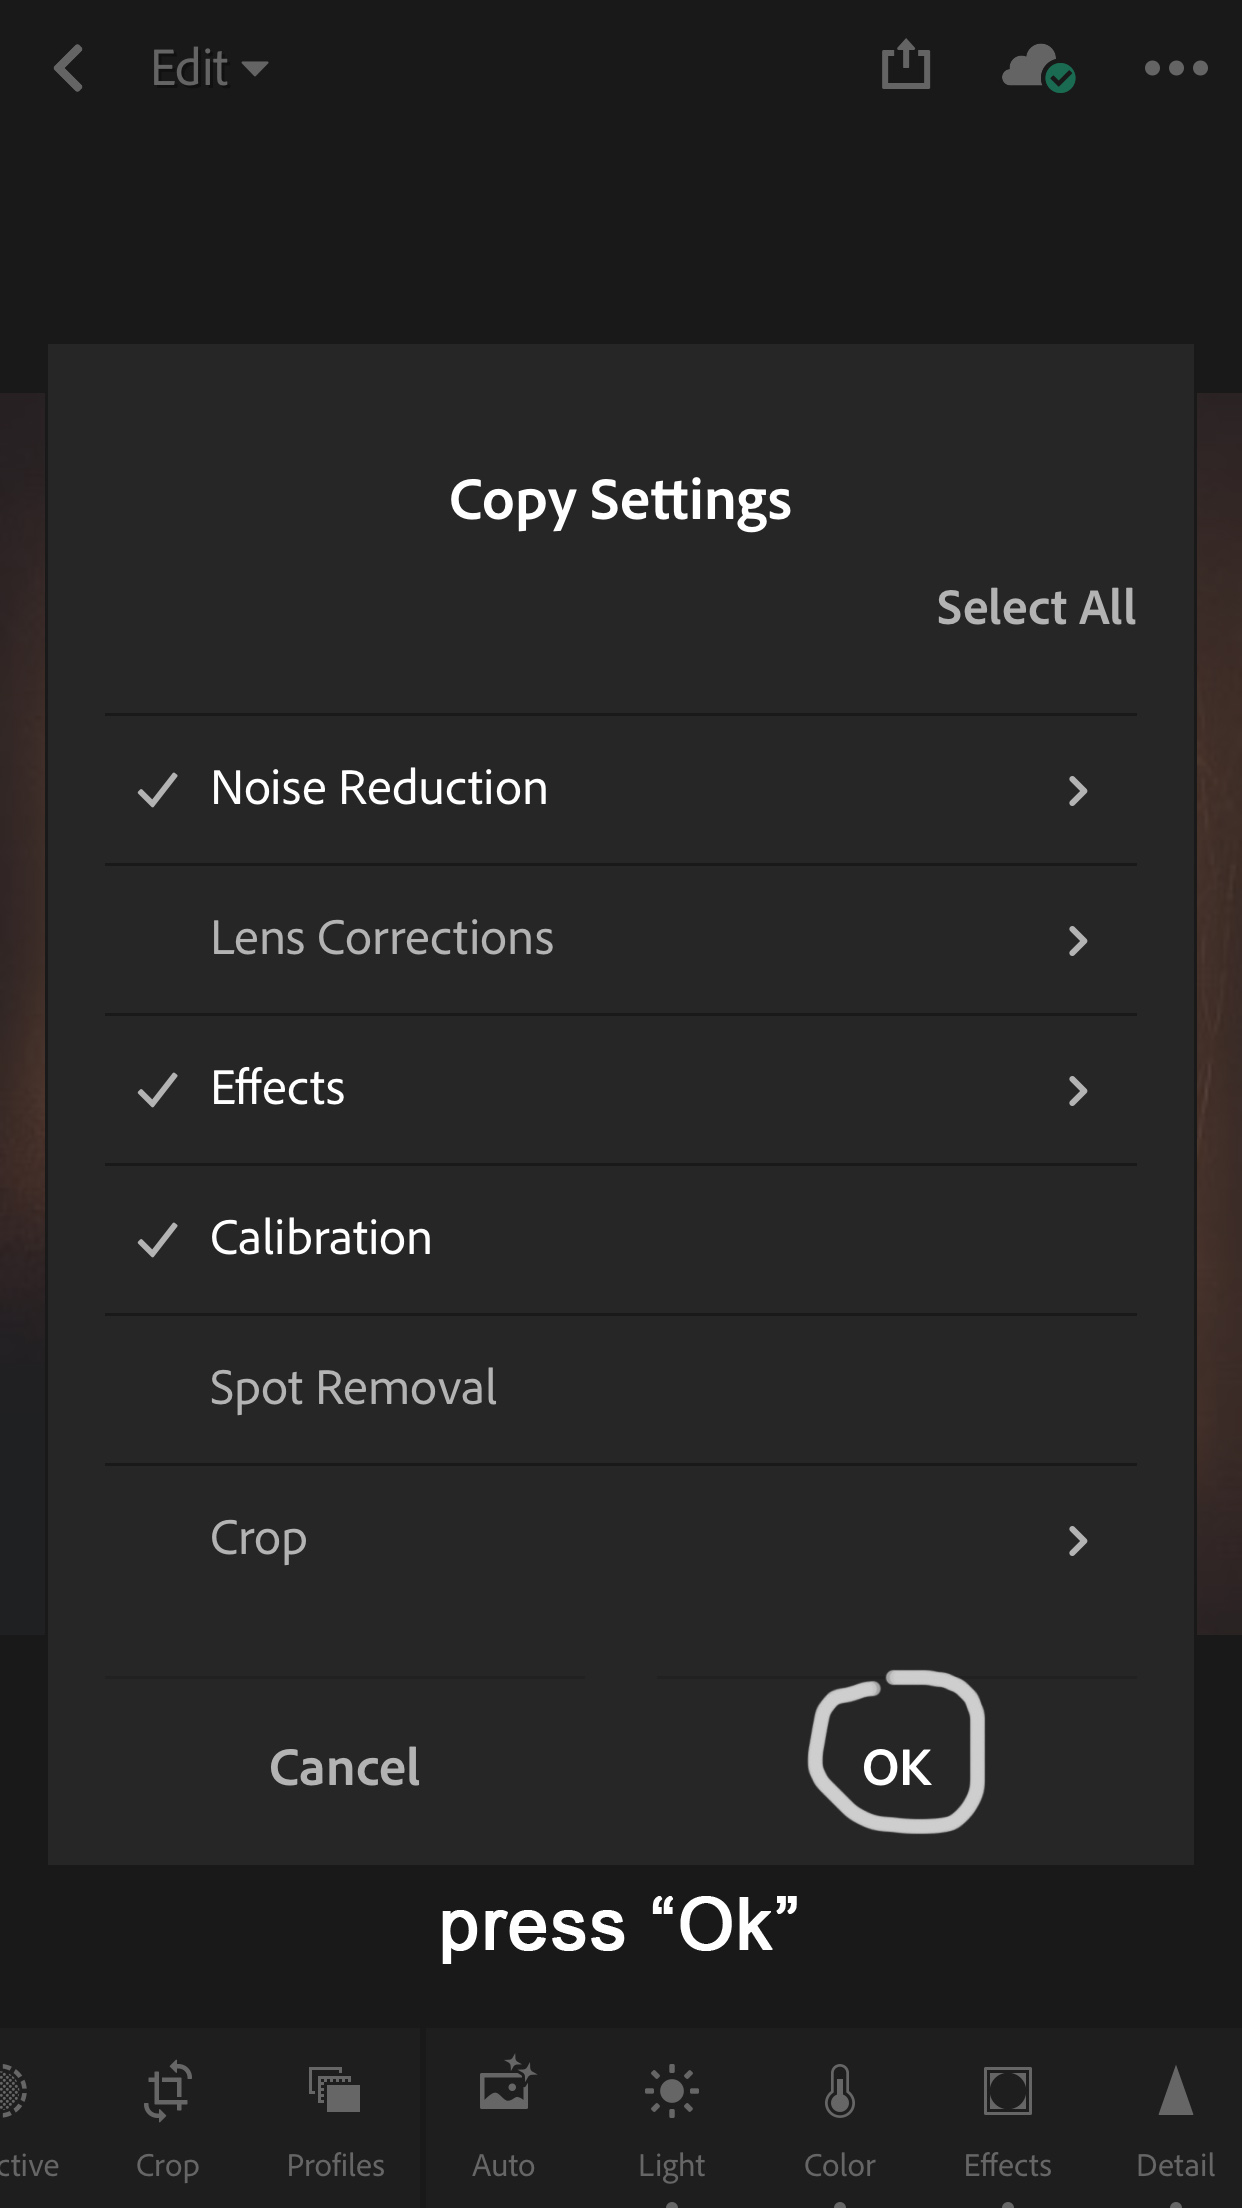 Edit
Copy Settings
Select All
Noise Reduction
Lens Corrections
Effects
Calibration
Spot Removal
Crop
Cancel
OK
press “Ok”
ctive
Crop
Profiles
Auto
Light
Color
Effects
Detail